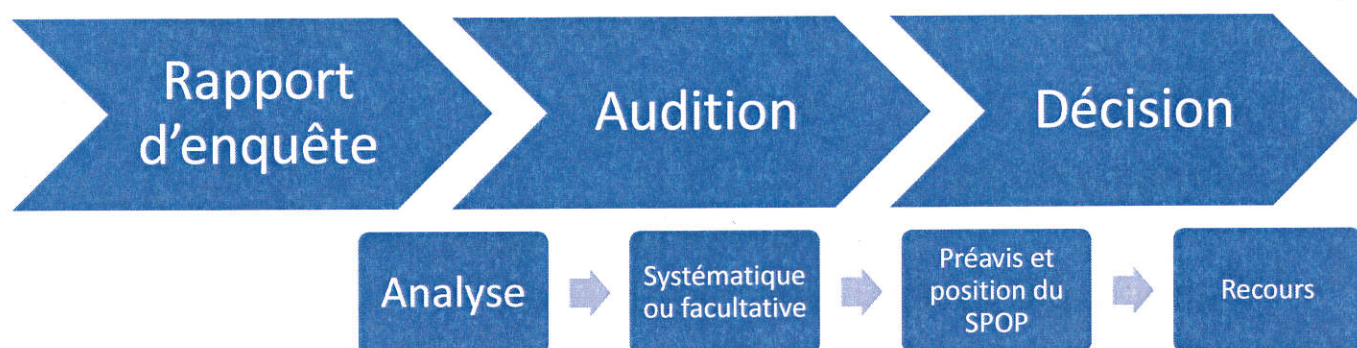 Rapport
d’enquête
Audition
Décision
Analyse
Systématique
ou facultative
Préavis et
position du
SPOP
Recours